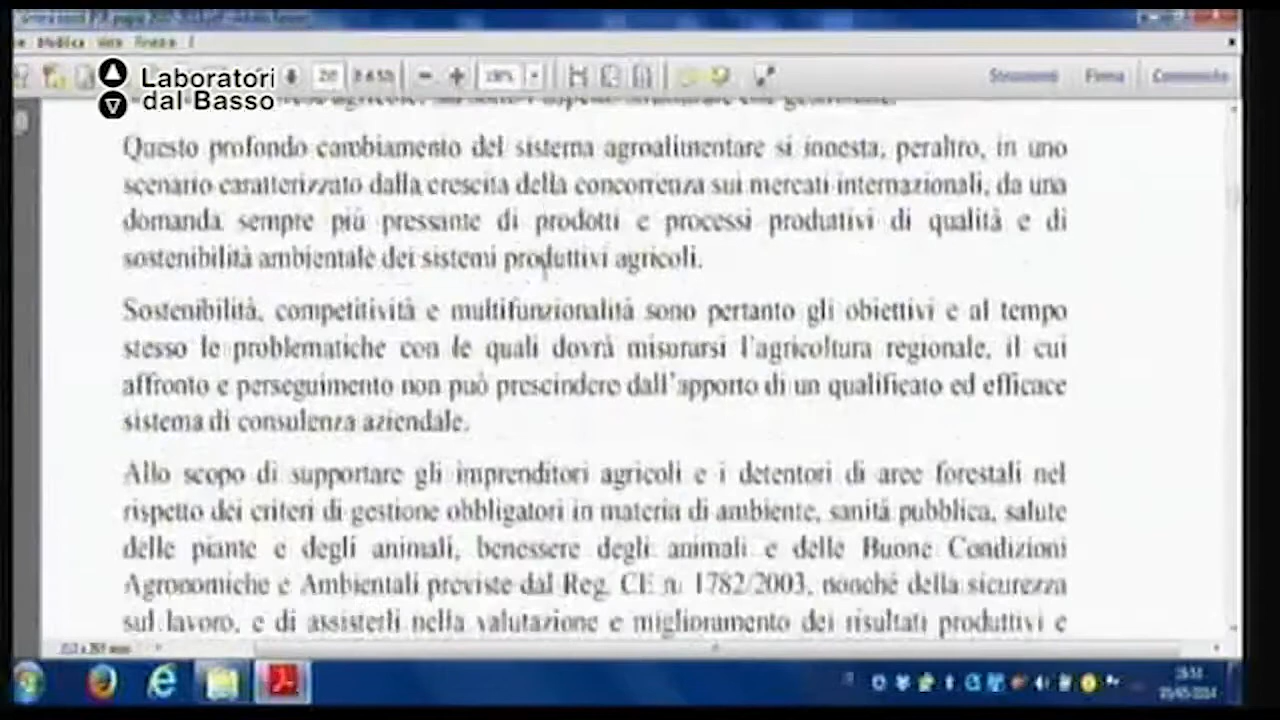 Modifica Vista Finestra
Laboratori
dal Basso
Strumenti Firma Commento
Questo profondo cambiamento del sistema agroalimentare si innesta, peraltro, in uno
scenario caratterizzato dalla crescita della concorrenza sui mercati internazionali, da una
domanda sempre più pressante di prodotti e processi produttivi di qualità e di
sostenibilità ambientale dei sistemi produttivi agricoli.
Sostenibilità, competitività e multifunzionalità sono pertanto gli obiettivi e al tempo
stesso le problematiche con le quali dovrà misurarsi l'agricoltura regionale, il cui
affronto e perseguimento non può prescindere dall'apporto di un qualificato ed efficace
sistema di consulenza aziendale.
Allo scopo di supportare gli imprenditori agricoli e i detentori di aree forestali nel
rispetto dei criteri di gestione obbligatori in materia di ambiente, sanità pubblica, salute
delle piante e degli animali, benessere degli animali e delle Buone Condizioni
Agronomiche e Ambientali previste dal Reg. CE n. 1782/2003, nonché della sicurezza
sul lavoro, e di assisterli nella valutazione e miglioramento dei risultati produttivi e